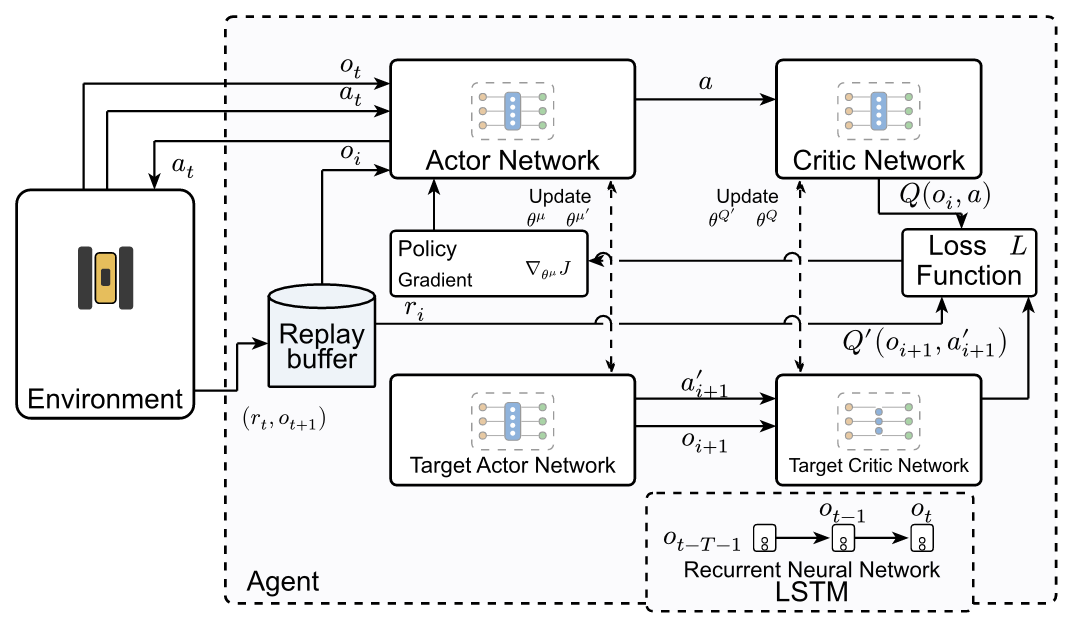 o_t
a_t
a_t
o_i
a
Actor Network
Critic Network
Update
θ^μ θ^{μ'}
Update
θ^{Q'} θ^Q
Q(o_i, a)
Policy
Gradient
∇_{θ^μ} J
Loss L
Function
r_i
Replay
buffer
Q'(o_{i+1}, a'_{i+1})
Environment
(r_t, o_{t+1})
a'_{i+1}
o_{i+1}
Target Actor Network
Target Critic Network
o_{t-T-1}
o_{t-1}
o_t
Recurrent Neural Network
LSTM
Agent